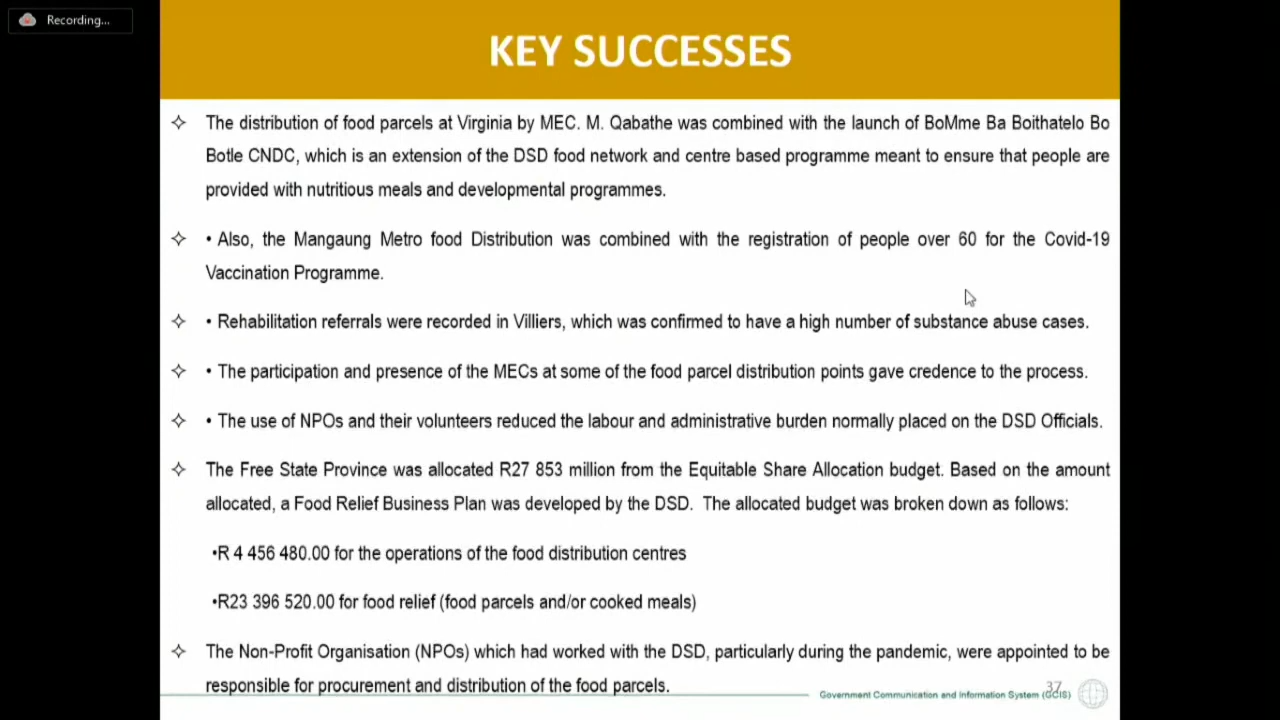 Recording...
KEY SUCCESSES
The distribution of food parcels at Virginia by MEC. M. Qabathe was combined with the launch of BoMme Ba Boithatelo Bo
Botle CNDC, which is an extension of the DSD food network and centre based programme meant to ensure that people are
provided with nutritious meals and developmental programmes.
• Also, the Mangaung Metro food Distribution was combined with the registration of people over 60 for the Covid-19
Vaccination Programme.
• Rehabilitation referrals were recorded in Villiers, which was confirmed to have a high number of substance abuse cases.
• The participation and presence of the MECs at some of the food parcel distribution points gave credence to the process.
• The use of NPOs and their volunteers reduced the labour and administrative burden normally placed on the DSD Officials.
The Free State Province was allocated R27 853 million from the Equitable Share Allocation budget. Based on the amount
allocated, a Food Relief Business Plan was developed by the DSD. The allocated budget was broken down as follows:
•R 4 456 480.00 for the operations of the food distribution centres
•R23 396 520.00 for food relief (food parcels and/or cooked meals)
The Non-Profit Organisation (NPOs) which had worked with the DSD, particularly during the pandemic, were appointed to be
responsible for procurement and distribution of the food parcels.
Government Communication and Information System (GCIS)
37